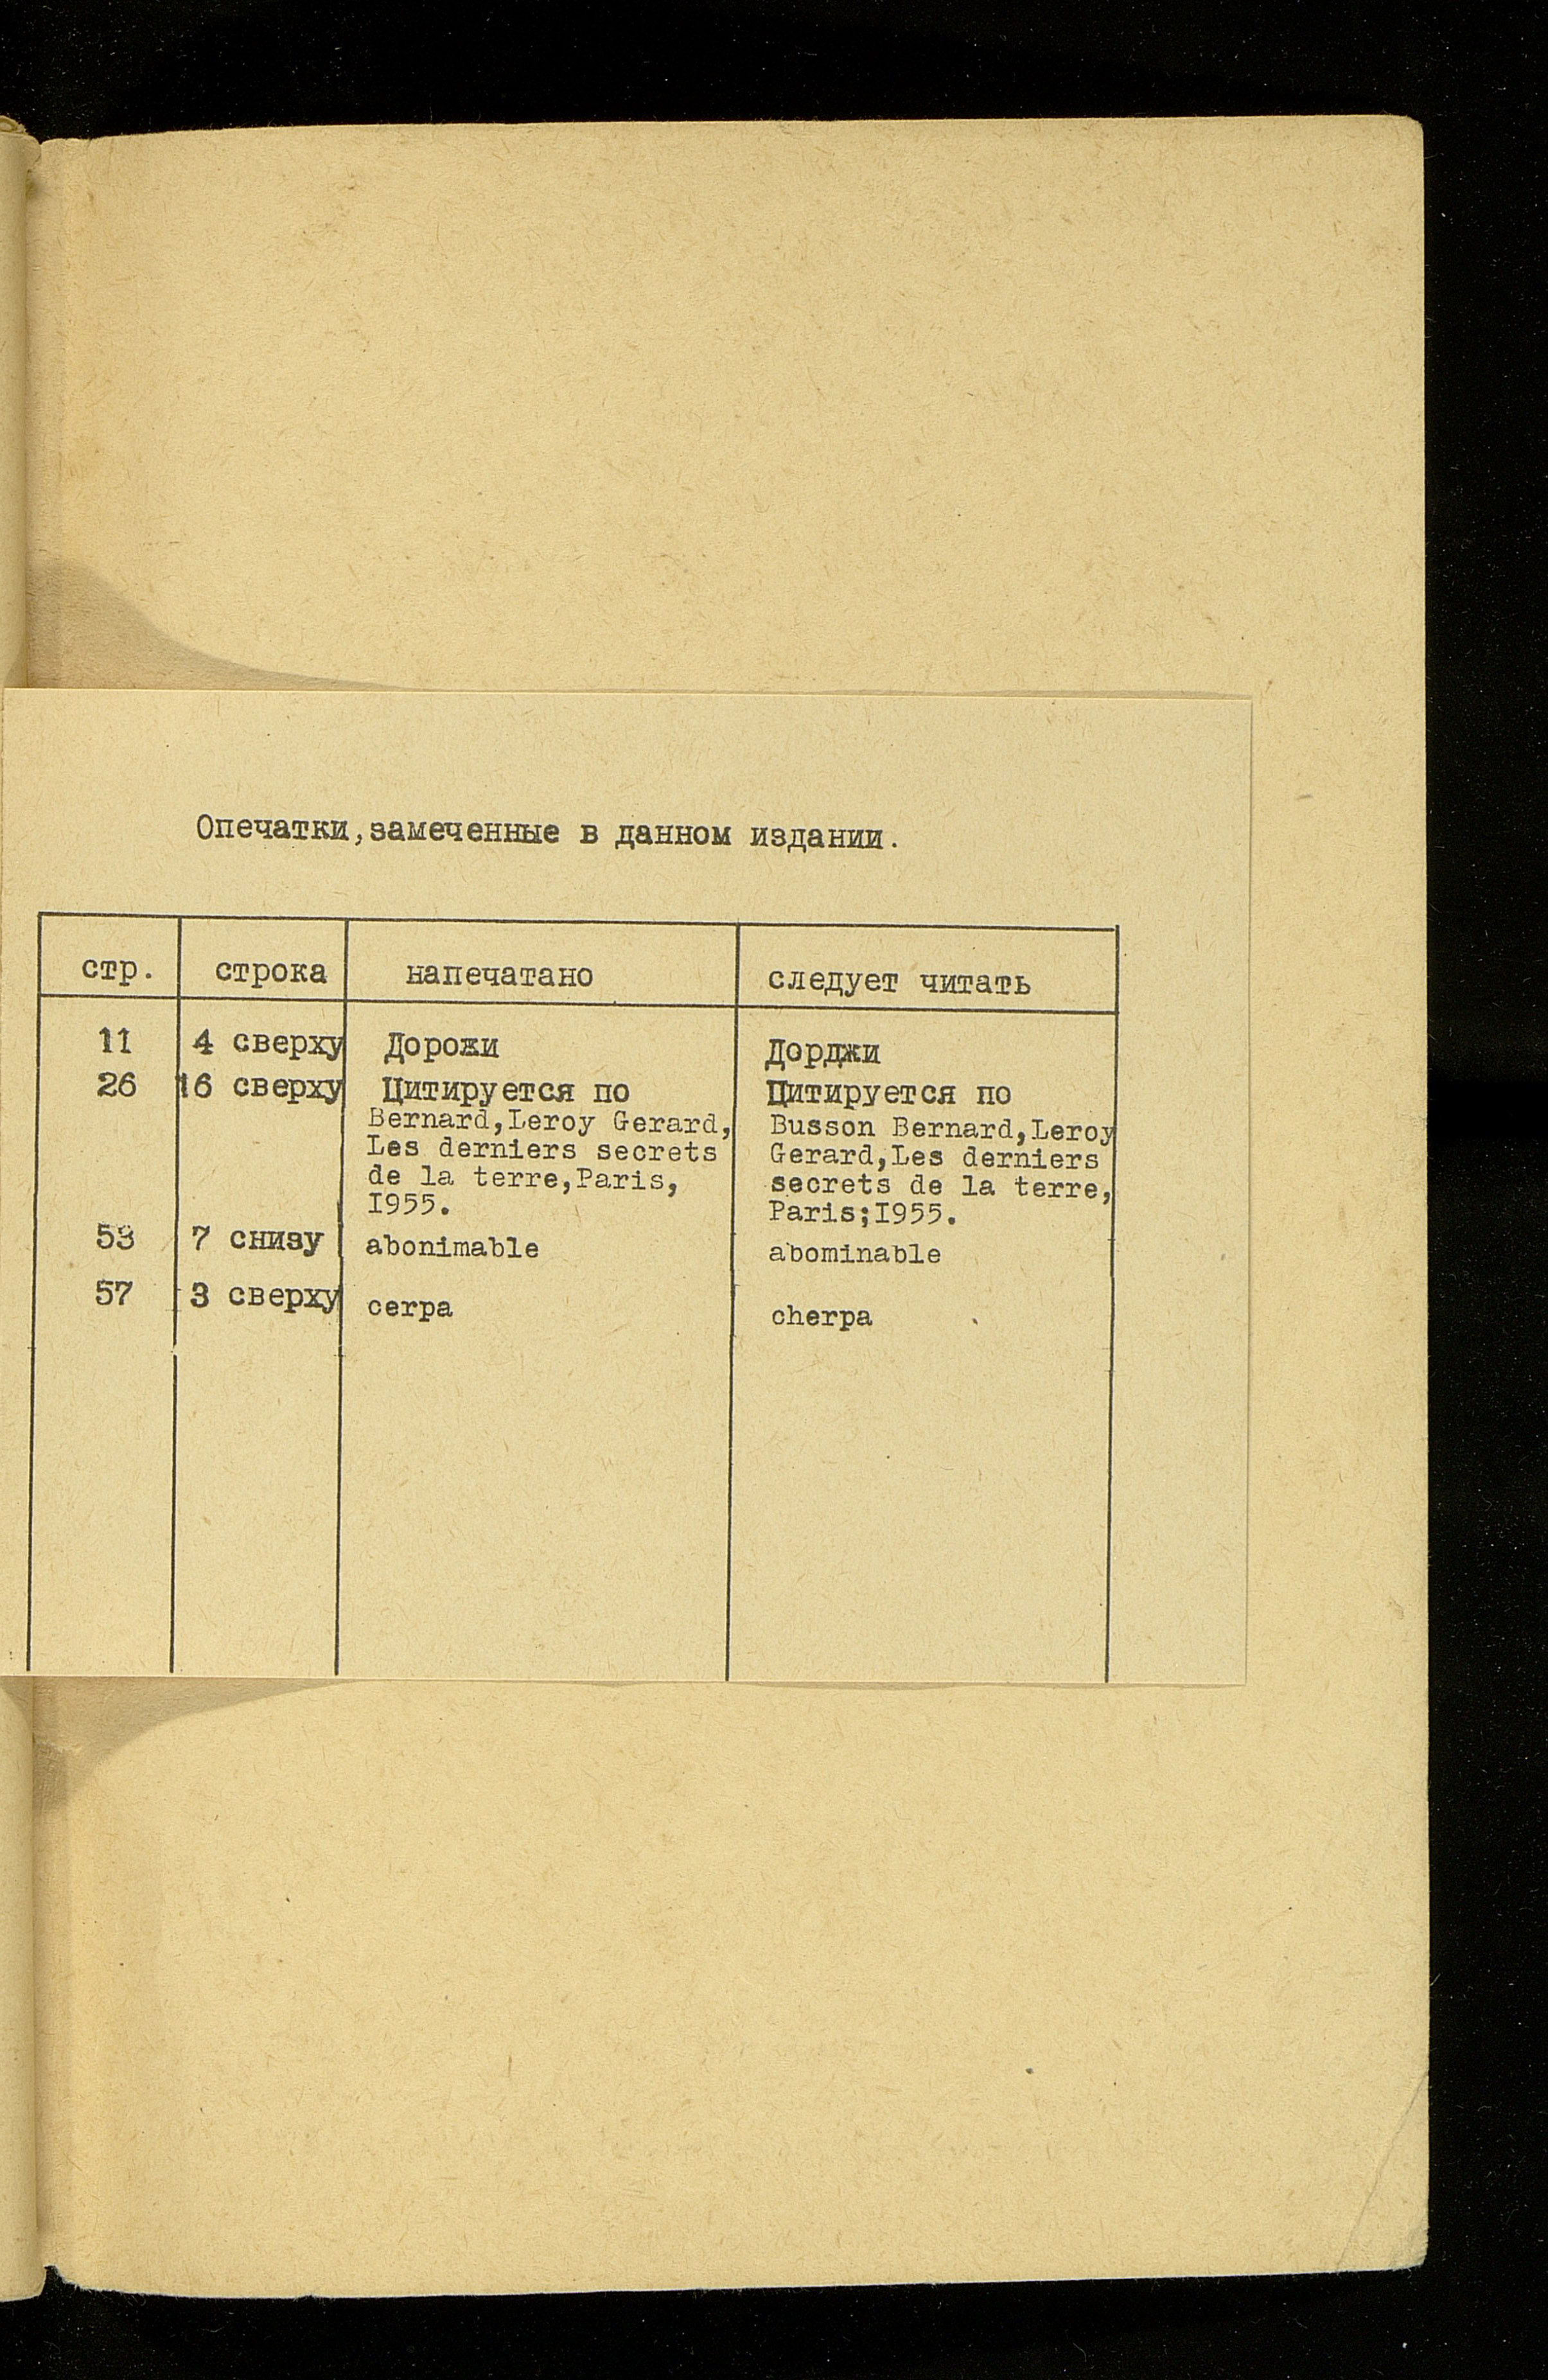 Опечатки, замеченные в данном издании.
стр. строка напечатано следует читать
11 4 сверху Дорожи Дорджи
26 16 сверху Цитируется по Цитируется по
Bernard,Leroy Gerard, Busson Bernard,Leroy
Les derniers secrets Gerard,Les derniers
de la terre,Paris, secrets de la terre,
I955. Paris;I955.
53 7 снизу abonimable abominable
57 3 сверху cerpa cherpa